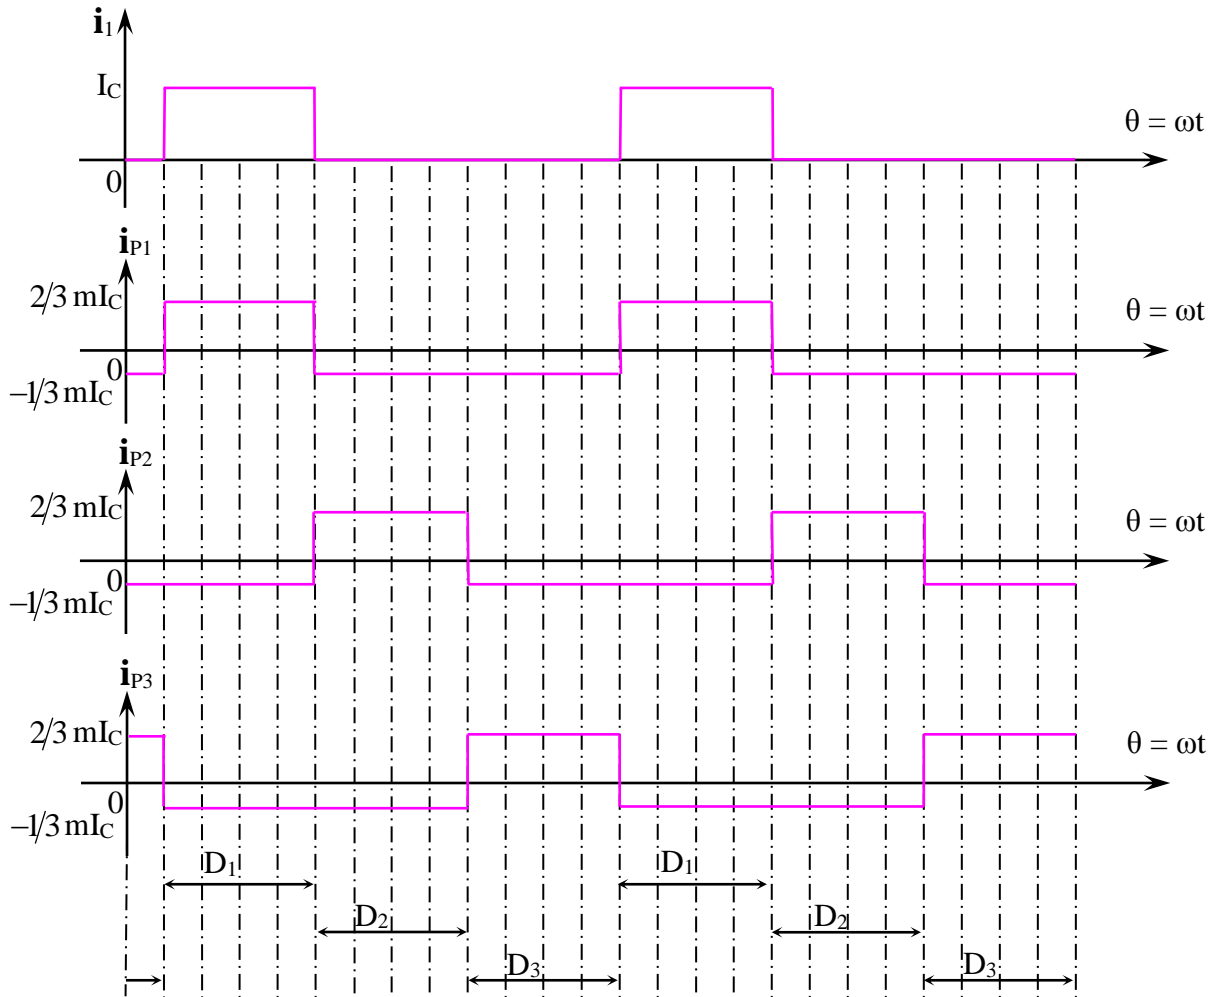 i1
IC
θ = ωt
0
iP1
2/3 mIC
θ = ωt
0
−1/3 mIC
iP2
2/3 mIC
θ = ωt
0
−1/3 mIC
iP3
2/3 mIC
θ = ωt
0
−1/3 mIC
D1
D1
D2
D2
D3
D3